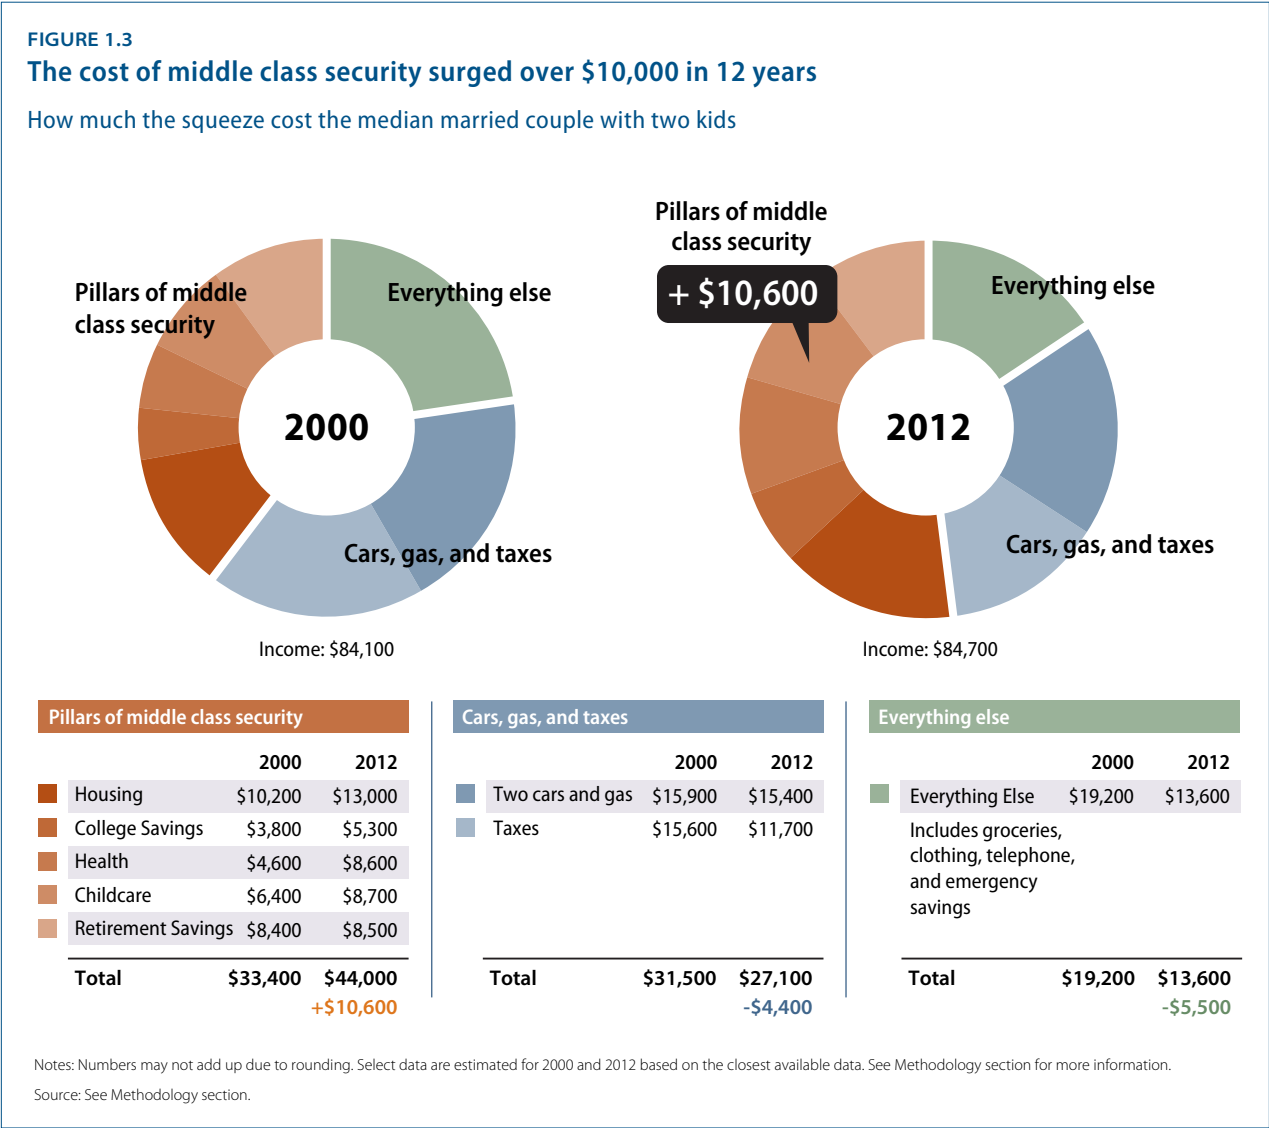 FIGURE 1.3
The cost of middle class security surged over $10,000 in 12 years
How much the squeeze cost the median married couple with two kids
Pillars of middle
class security
Everything else
2000
Cars, gas, and taxes
Income: $84,100
Pillars of middle
class security
+ $10,600
Everything else
2012
Cars, gas, and taxes
Income: $84,700
Pillars of middle class security
2000 2012
Housing $10,200 $13,000
College Savings $3,800 $5,300
Health $4,600 $8,600
Childcare $6,400 $8,700
Retirement Savings $8,400 $8,500
Total $33,400 $44,000
+$10,600
Cars, gas, and taxes
2000 2012
Two cars and gas $15,900 $15,400
Taxes $15,600 $11,700
Total $31,500 $27,100
-$4,400
Everything else
2000 2012
Everything Else $19,200 $13,600
Includes groceries,
clothing, telephone,
and emergency
savings
Total $19,200 $13,600
-$5,500
Notes: Numbers may not add up due to rounding. Select data are estimated for 2000 and 2012 based on the closest available data. See Methodology section for more information.
Source: See Methodology section.